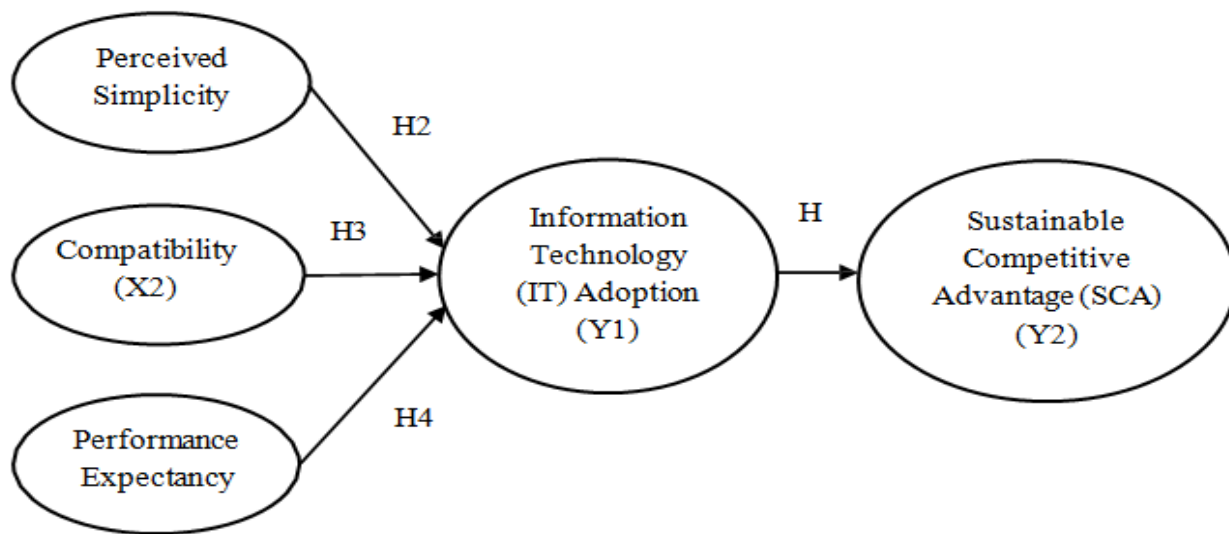 Perceived
Simplicity
H2
Compatibility
(X2)
H3
Performance
Expectancy
H4
Information
Technology
(IT) Adoption
(Y1)
H
Sustainable
Competitive
Advantage (SCA)
(Y2)